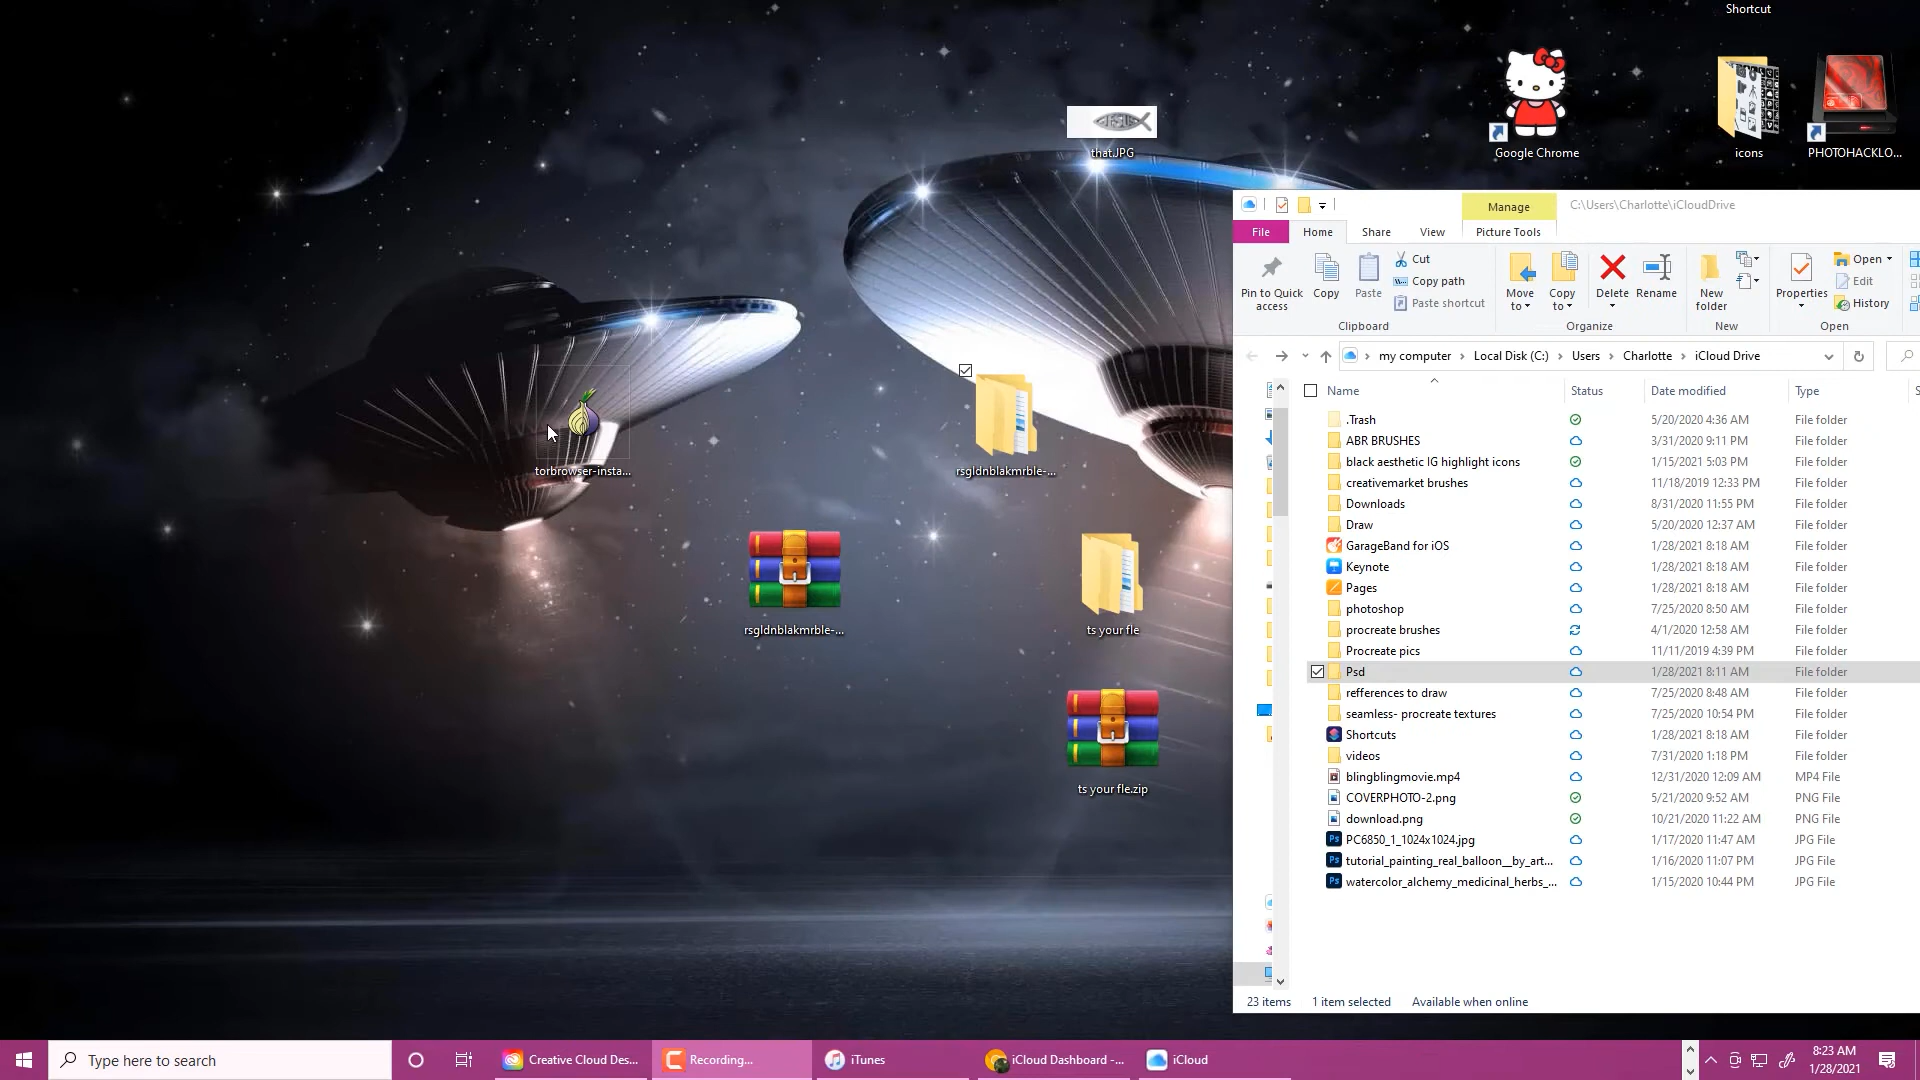 Shortcut
Google Chrome
icons
PHOTOHACKLO...
that.JPG
torbrowser-insta...
rsgldnblakmrble-...
rsgldnblakmrble-...
ts your fle
ts your fle.zip
Manage
C:\Users\Charlotte\iCloudDrive
File
Home
Share
View
Picture Tools
Pin to Quick access
Copy
Paste
Cut
Copy path
Paste shortcut
Move to
Copy to
Delete
Rename
New folder
Properties
Open
Edit
History
Clipboard
Organize
New
Open
my computer > Local Disk (C:) > Users > Charlotte > iCloud Drive
Name Status Date modified Type
.Trash 5/20/2020 4:36 AM File folder
ABR BRUSHES 3/31/2020 9:11 PM File folder
black aesthetic IG highlight icons 1/15/2021 5:03 PM File folder
creativemarket brushes 11/18/2019 12:33 PM File folder
Downloads 8/31/2020 11:55 PM File folder
Draw 5/20/2020 12:37 AM File folder
GarageBand for iOS 1/28/2021 8:18 AM File folder
Keynote 1/28/2021 8:18 AM File folder
Pages 1/28/2021 8:18 AM File folder
photoshop 7/25/2020 8:50 AM File folder
procreate brushes 4/1/2020 12:58 AM File folder
Procreate pics 11/11/2019 4:39 PM File folder
Psd 1/28/2021 8:11 AM File folder
refferences to draw 7/25/2020 8:48 AM File folder
seamless- procreate textures 7/25/2020 10:54 PM File folder
Shortcuts 1/28/2021 8:18 AM File folder
videos 7/31/2020 1:18 PM File folder
blingblingmovie.mp4 12/31/2020 12:09 AM MP4 File
COVERPHOTO-2.png 5/21/2020 9:52 AM PNG File
download.png 10/21/2020 11:22 AM PNG File
PC6850_1_1024x1024.jpg 1/17/2020 11:47 AM JPG File
tutorial_painting_real_balloon__by_art... 1/16/2020 11:07 PM JPG File
watercolor_alchemy_medicinal_herbs_... 1/15/2020 10:44 PM JPG File
23 items 1 item selected Available when online
Type here to search
Creative Cloud Des...
Recording...
iTunes
iCloud Dashboard -...
iCloud
8:23 AM
1/28/2021